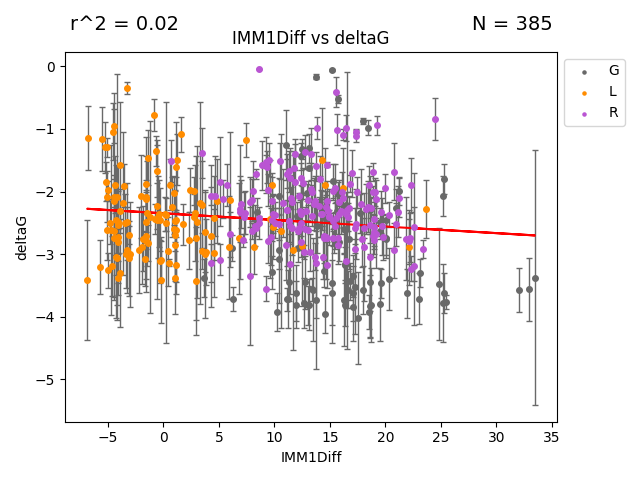 r^2 = 0.02
N = 385
IMM1Diff vs deltaG
G
L
R
0
−1
−2
−3
−4
−5
deltaG
−5
0
5
10
15
20
25
30
35
IMM1Diff